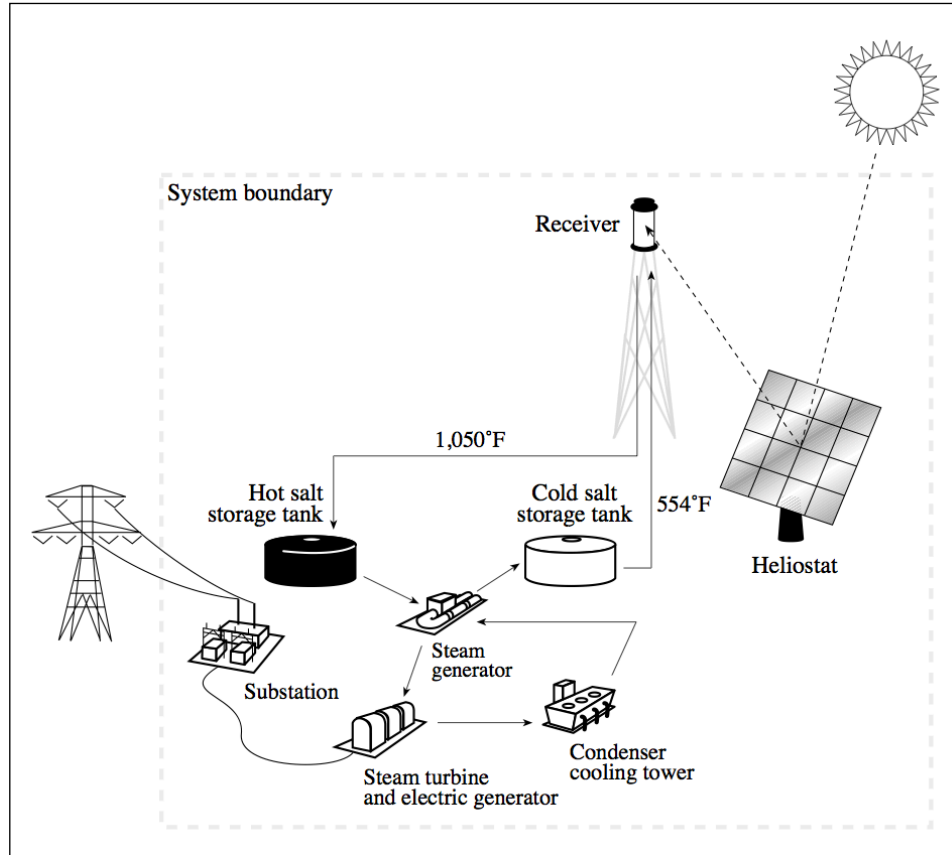 System boundary
Receiver
1,050°F
Hot salt
storage tank
Cold salt
storage tank
554°F
Heliostat
Steam
generator
Substation
Condenser
cooling tower
Steam turbine
and electric generator